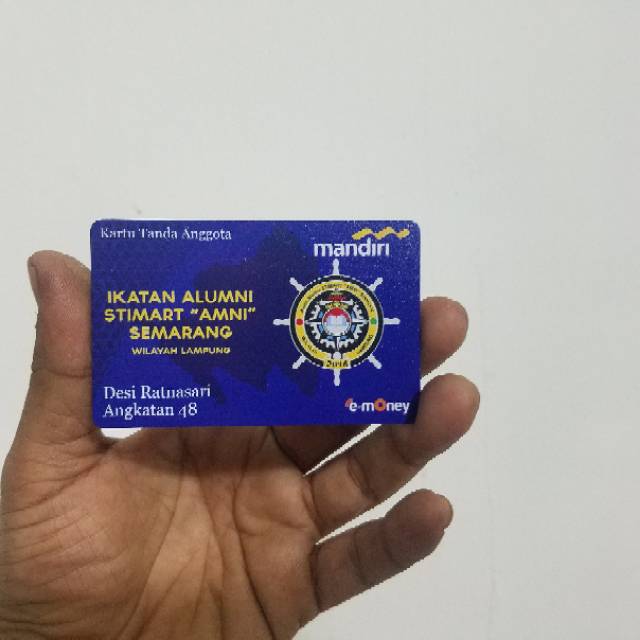 Kartu Tanda Anggota
mandiri
IKATAN ALUMNI
STIMART "AMNI"
SEMARANG
WILAYAH LAMPUNG
Desi Ratnasari
Angkatan 48
e-money